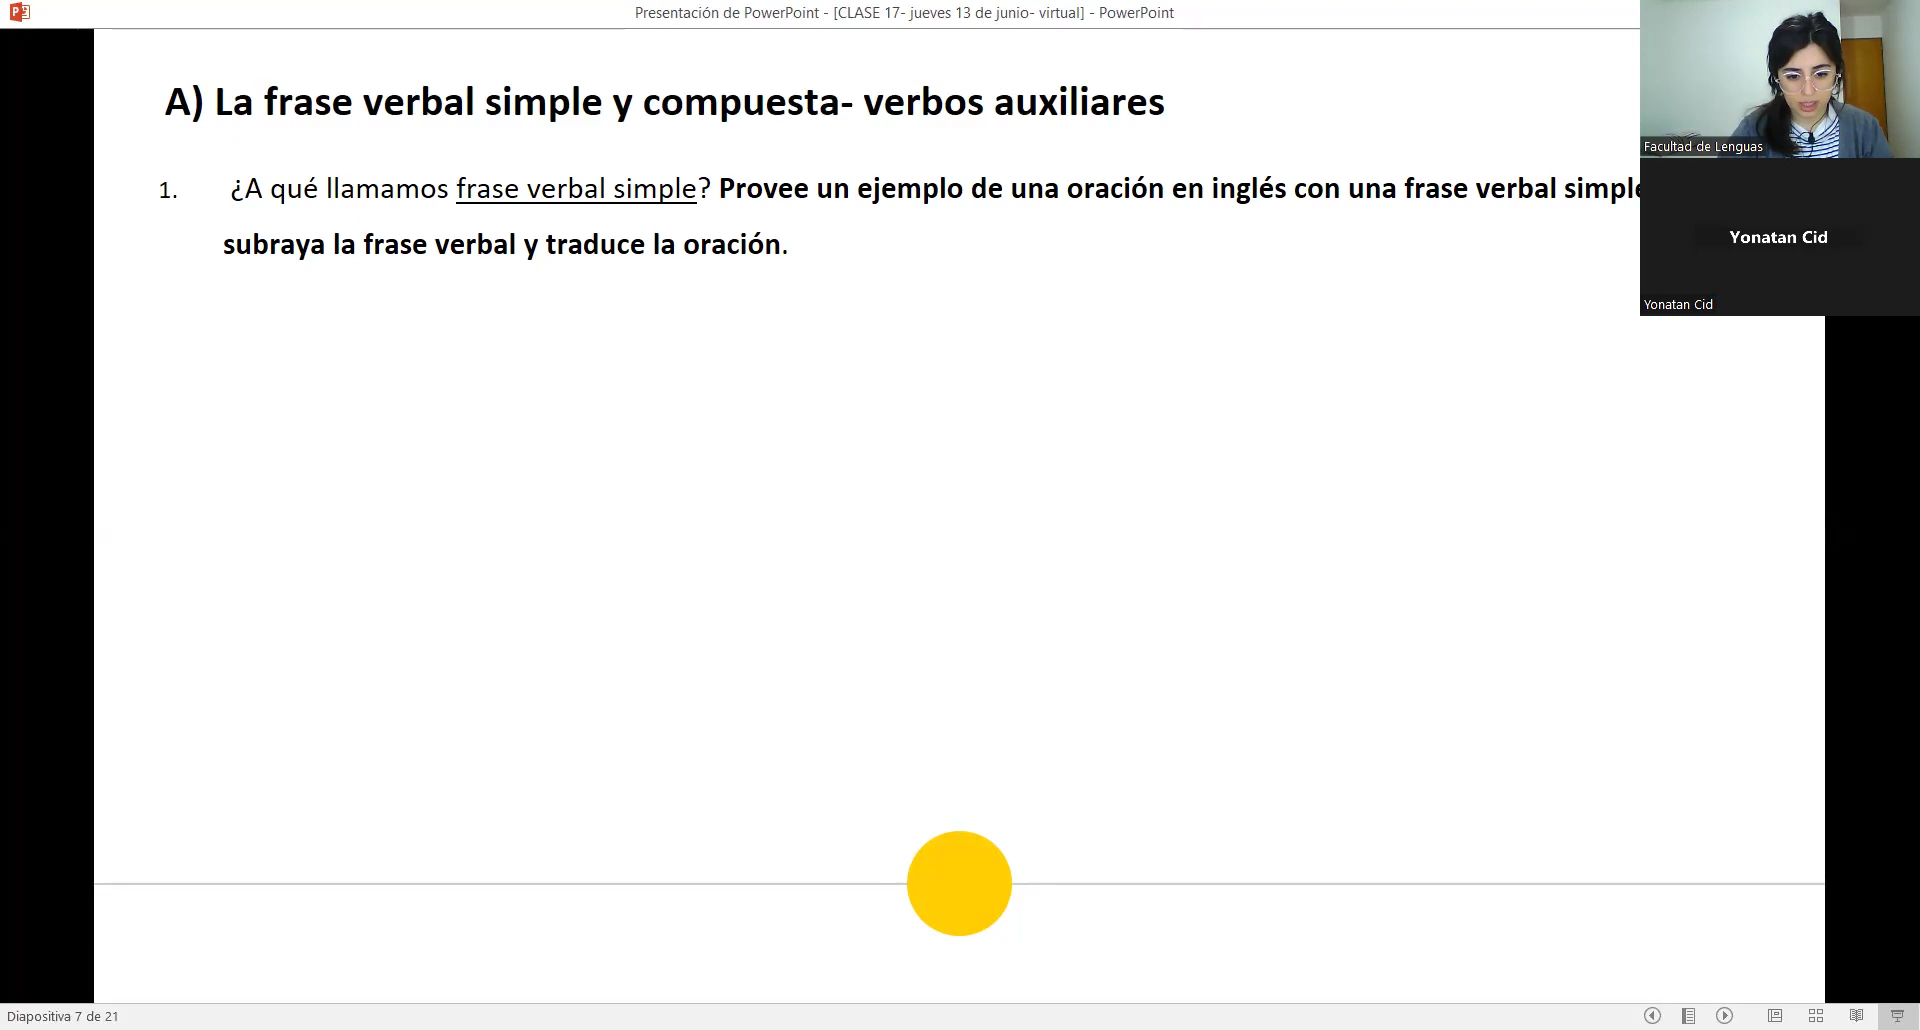 Presentación de PowerPoint - [CLASE 17- jueves 13 de junio- virtual] - PowerPoint
A) La frase verbal simple y compuesta- verbos auxiliares
Facultad de Lenguas
1. ¿A qué llamamos frase verbal simple? Provee un ejemplo de una oración en inglés con una frase verbal simple
subraya la frase verbal y traduce la oración.
Yonatan Cid
Yonatan Cid
Diapositiva 7 de 21